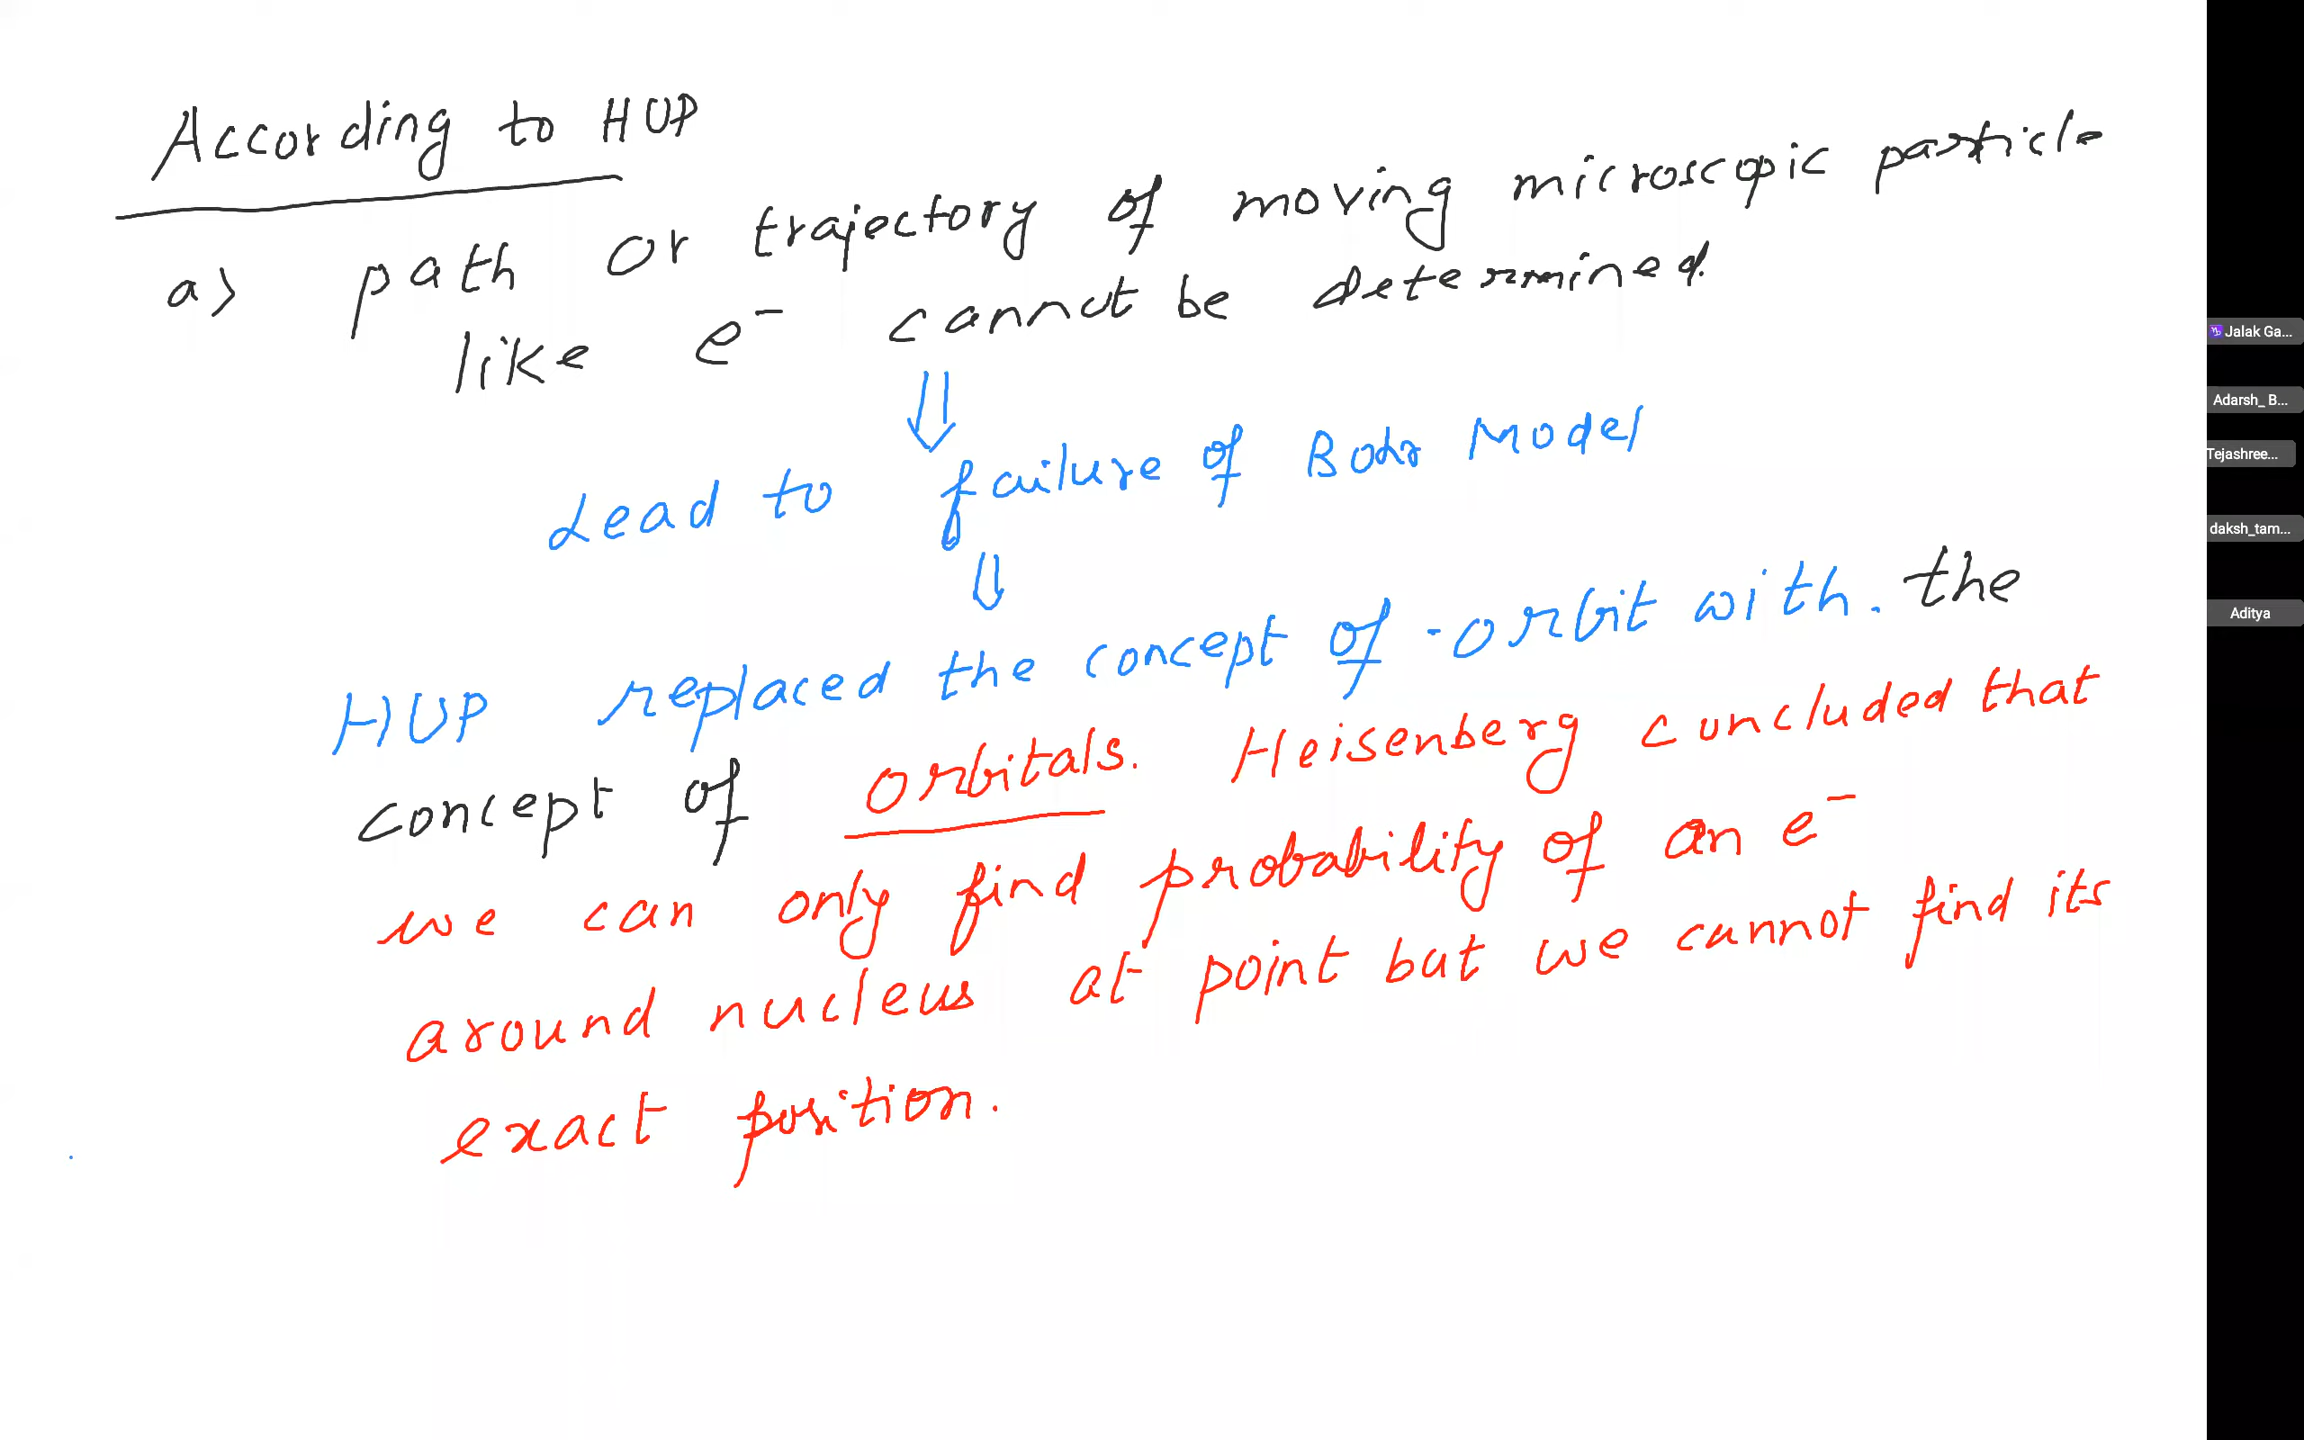 According to HUP
a) path or trajectory of moving microscopic particle
like e⁻ cannot be determined.
Lead to failure of Bohr Model
HUP replaced the concept of orbit with. the
concept of orbitals. Heisenberg concluded that
we can only find probability of an e⁻
around nucleus at point but we cannot find its
exact position.
Jalak Ga...
Adarsh_ B...
Tejashree...
daksh_tam...
Aditya